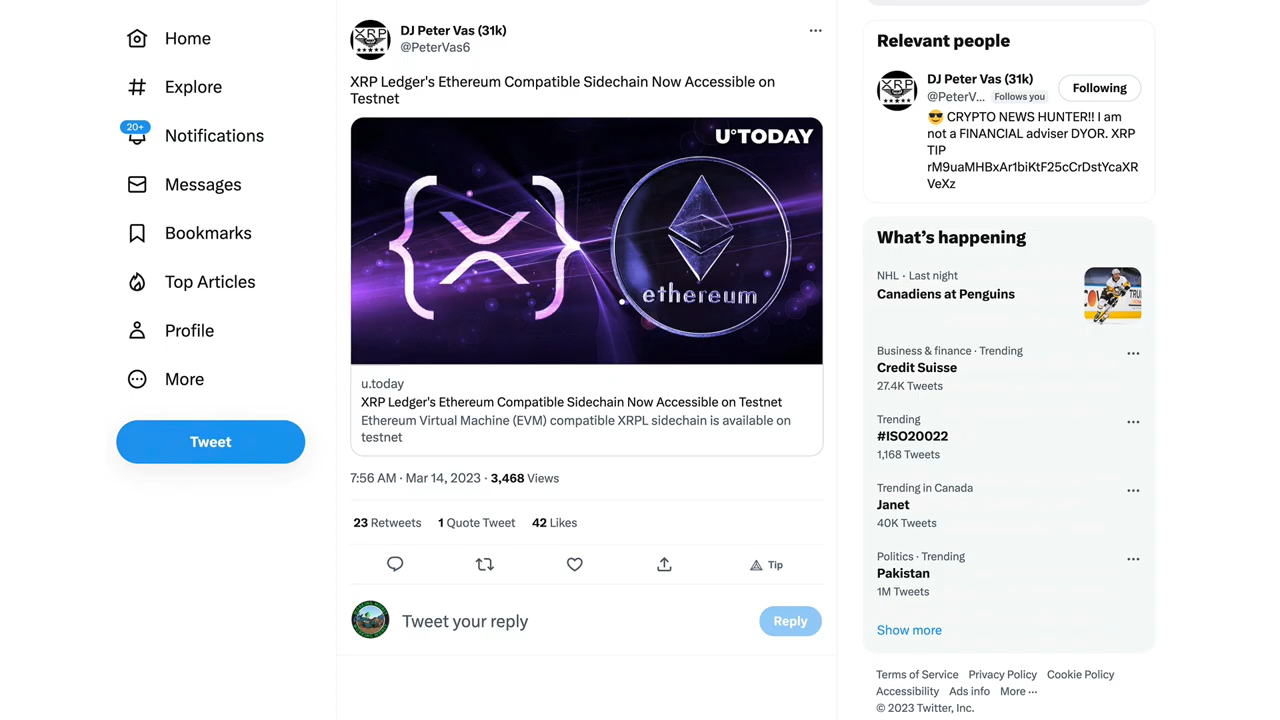 Home
Explore
20+
Notifications
Messages
Bookmarks
Top Articles
Profile
More
Tweet
XRP
DJ Peter Vas (31k)
@PeterVas6
XRP Ledger's Ethereum Compatible Sidechain Now Accessible on
Testnet
U°TODAY
ethereum
u.today
XRP Ledger's Ethereum Compatible Sidechain Now Accessible on Testnet
Ethereum Virtual Machine (EVM) compatible XRPL sidechain is available on
testnet
7:56 AM · Mar 14, 2023 · 3,468 Views
23 Retweets 1 Quote Tweet 42 Likes
Tip
Tweet your reply
Reply
Relevant people
XRP
DJ Peter Vas (31k)
@PeterV... Follows you
Following
😎 CRYPTO NEWS HUNTER!! I am
not a FINANCIAL adviser DYOR. XRP
TIP
rM9uaMHBxAr1biKtF25cCrDstYcaXR
VeXz
What's happening
NHL · Last night
Canadiens at Penguins
Business & finance · Trending
Credit Suisse
27.4K Tweets
Trending
#ISO20022
1,168 Tweets
Trending in Canada
Janet
40K Tweets
Politics · Trending
Pakistan
1M Tweets
Show more
Terms of Service Privacy Policy Cookie Policy
Accessibility Ads info More ···
© 2023 Twitter, Inc.